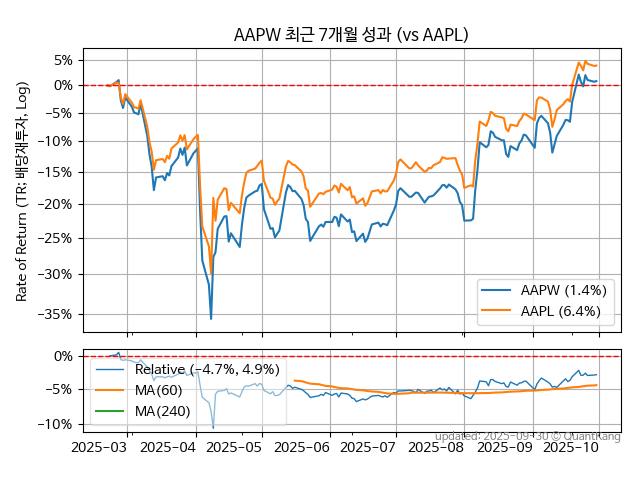 AAPW 최근 7개월 성과 (vs AAPL)
Rate of Return (TR: 배당재투자, Log)
5%
0%
−5%
−10%
−15%
−20%
−25%
−30%
−35%
AAPW (1.4%)
AAPL (6.4%)
0%
−5%
−10%
Relative (−4.7%, 4.9%)
MA(60)
MA(240)
2025−03 2025−04 2025−05 2025−06 2025−07 2025−08 2025−09 2025−10
updated: 2025-09-30 © QuantKang